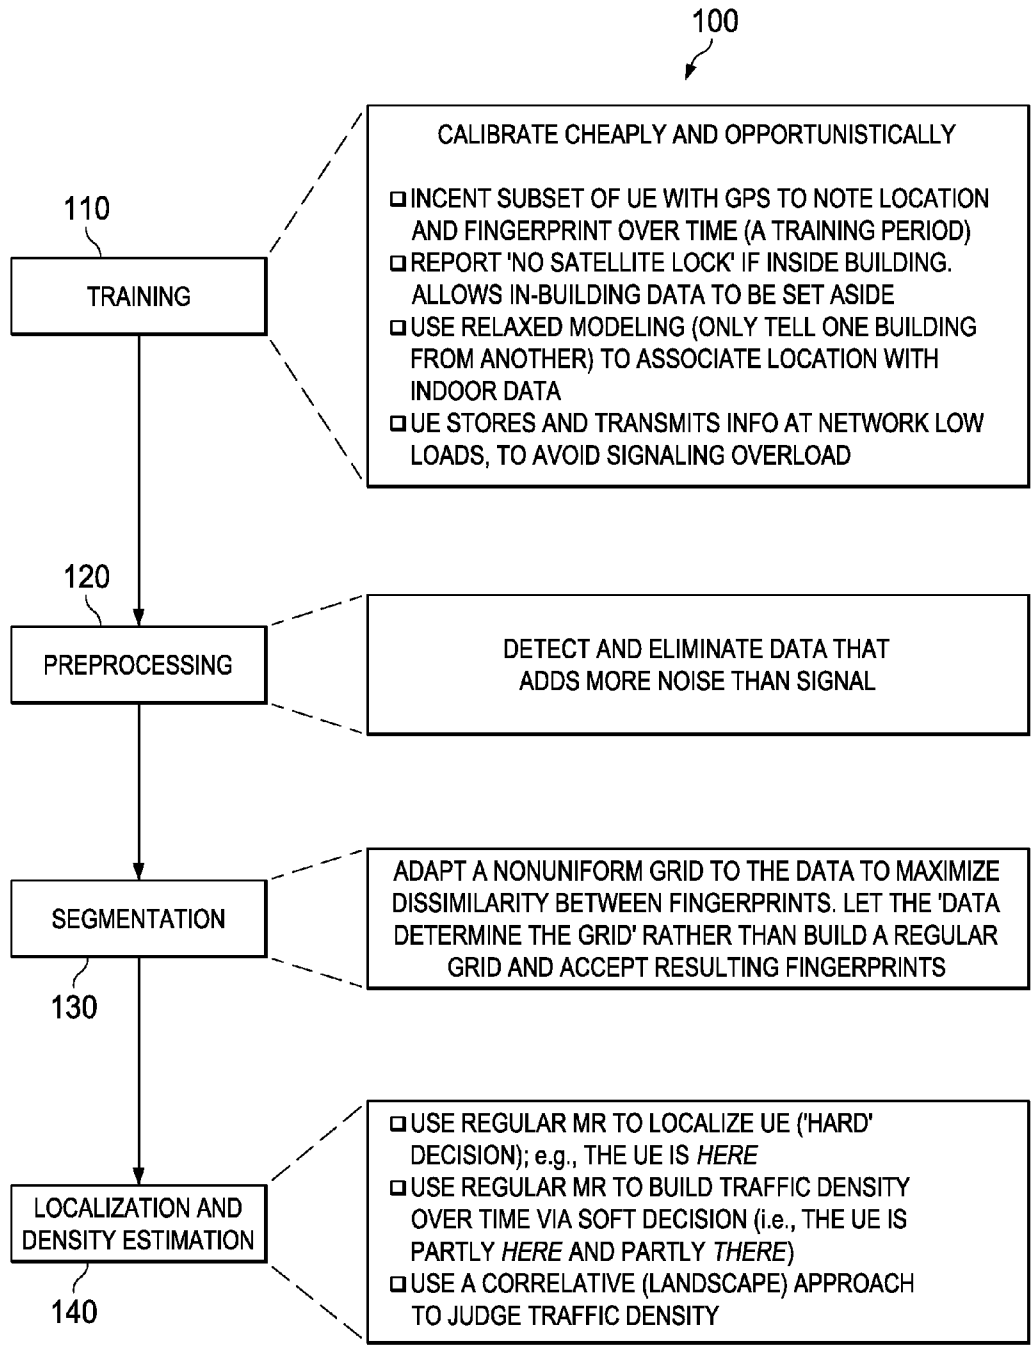 100
CALIBRATE CHEAPLY AND OPPORTUNISTICALLY
110
TRAINING
❑ INCENT SUBSET OF UE WITH GPS TO NOTE LOCATION
AND FINGERPRINT OVER TIME (A TRAINING PERIOD)
❑ REPORT 'NO SATELLITE LOCK' IF INSIDE BUILDING.
ALLOWS IN-BUILDING DATA TO BE SET ASIDE
❑ USE RELAXED MODELING (ONLY TELL ONE BUILDING
FROM ANOTHER) TO ASSOCIATE LOCATION WITH
INDOOR DATA
❑ UE STORES AND TRANSMITS INFO AT NETWORK LOW
LOADS, TO AVOID SIGNALING OVERLOAD
120
PREPROCESSING
DETECT AND ELIMINATE DATA THAT
ADDS MORE NOISE THAN SIGNAL
SEGMENTATION
130
ADAPT A NONUNIFORM GRID TO THE DATA TO MAXIMIZE
DISSIMILARITY BETWEEN FINGERPRINTS. LET THE 'DATA
DETERMINE THE GRID' RATHER THAN BUILD A REGULAR
GRID AND ACCEPT RESULTING FINGERPRINTS
LOCALIZATION AND
DENSITY ESTIMATION
140
❑ USE REGULAR MR TO LOCALIZE UE ('HARD'
DECISION); e.g., THE UE IS HERE
❑ USE REGULAR MR TO BUILD TRAFFIC DENSITY
OVER TIME VIA SOFT DECISION (i.e., THE UE IS
PARTLY HERE AND PARTLY THERE)
❑ USE A CORRELATIVE (LANDSCAPE) APPROACH
TO JUDGE TRAFFIC DENSITY